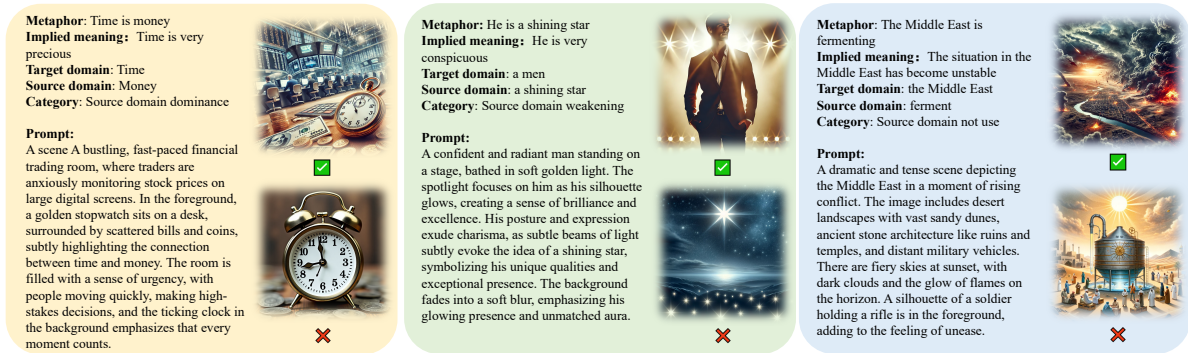 Metaphor: Time is money
Implied meaning：Time is very
precious
Target domain: Time
Source domain: Money
Category: Source domain dominance
Prompt:
A scene A bustling, fast-paced financial
trading room, where traders are
anxiously monitoring stock prices on
large digital screens. In the foreground,
a golden stopwatch sits on a desk,
surrounded by scattered bills and coins,
subtly highlighting the connection
between time and money. The room is
filled with a sense of urgency, with
people moving quickly, making high-
stakes decisions, and the ticking clock in
the background emphasizes that every
moment counts.
Metaphor: He is a shining star
Implied meaning：He is very
conspicuous
Target domain: a men
Source domain: a shining star
Category: Source domain weakening
Prompt:
A confident and radiant man standing on
a stage, bathed in soft golden light. The
spotlight focuses on him as his silhouette
glows, creating a sense of brilliance and
excellence. His posture and expression
exude charisma, as subtle beams of light
subtly evoke the idea of a shining star,
symbolizing his unique qualities and
exceptional presence. The background
fades into a soft blur, emphasizing his
glowing presence and unmatched aura.
Metaphor: The Middle East is
fermenting
Implied meaning：The situation in the
Middle East has become unstable
Target domain: the Middle East
Source domain: ferment
Category: Source domain not use
Prompt:
A dramatic and tense scene depicting
the Middle East in a moment of rising
conflict. The image includes desert
landscapes with vast sandy dunes,
ancient stone architecture like ruins and
temples, and distant military vehicles.
There are fiery skies at sunset, with
dark clouds and the glow of flames on
the horizon. A silhouette of a soldier
holding a rifle is in the foreground,
adding to the feeling of unease.